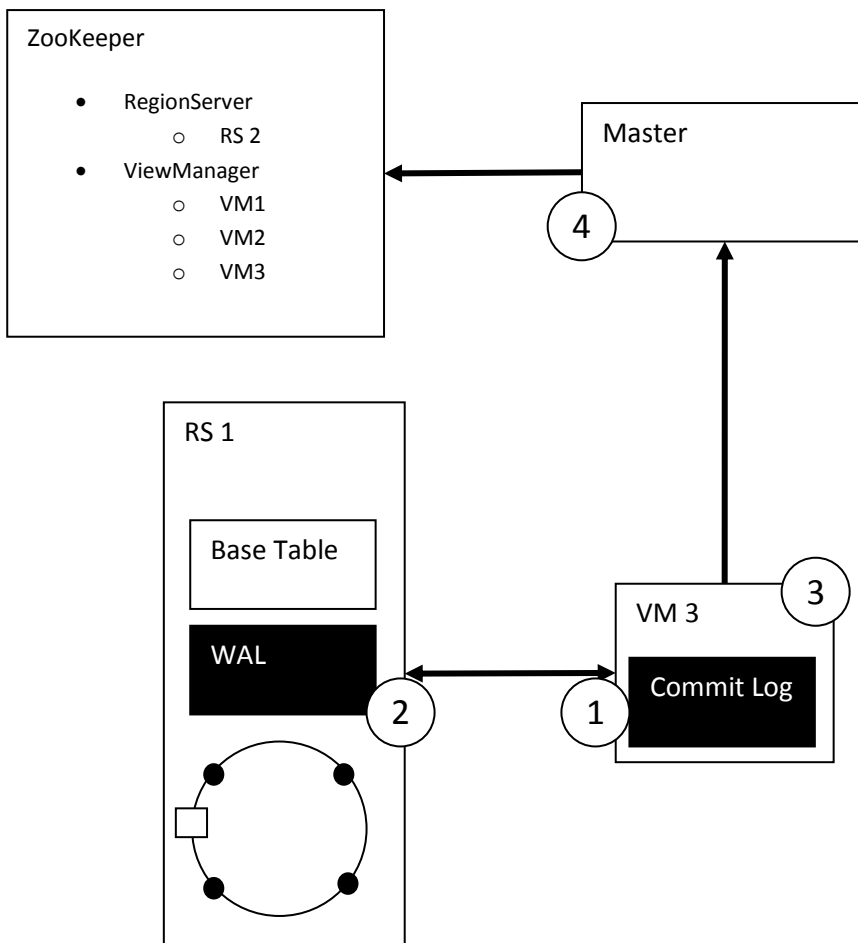 ZooKeeper
• RegionServer
o RS 2
• ViewManager
o VM1
o VM2
o VM3
Master
4
RS 1
Base Table
WAL
2
VM 3
3
Commit Log
1